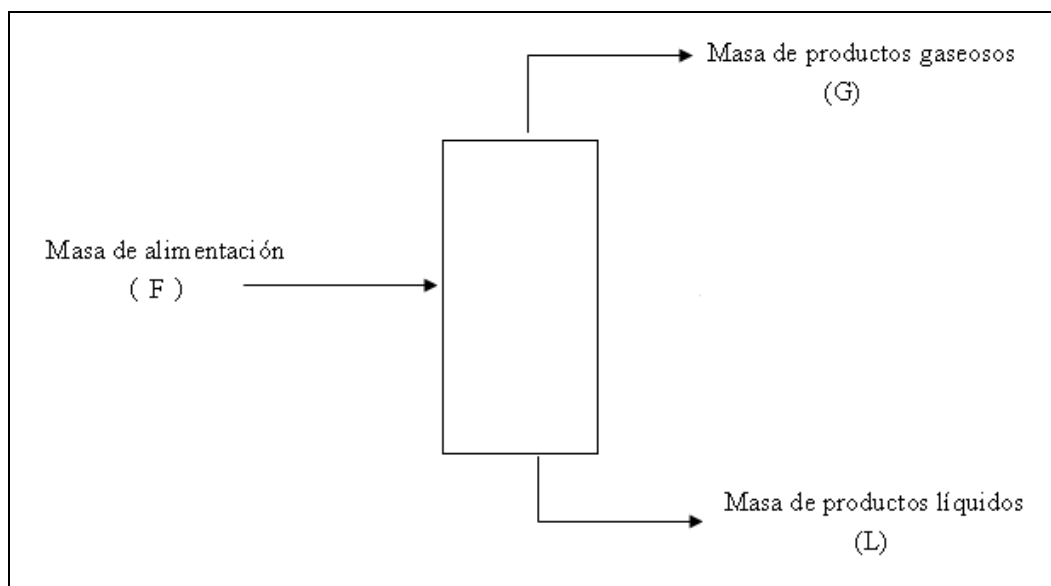 Masa de productos gaseosos
(G)
Masa de alimentación
( F )
Masa de productos líquidos
(L)